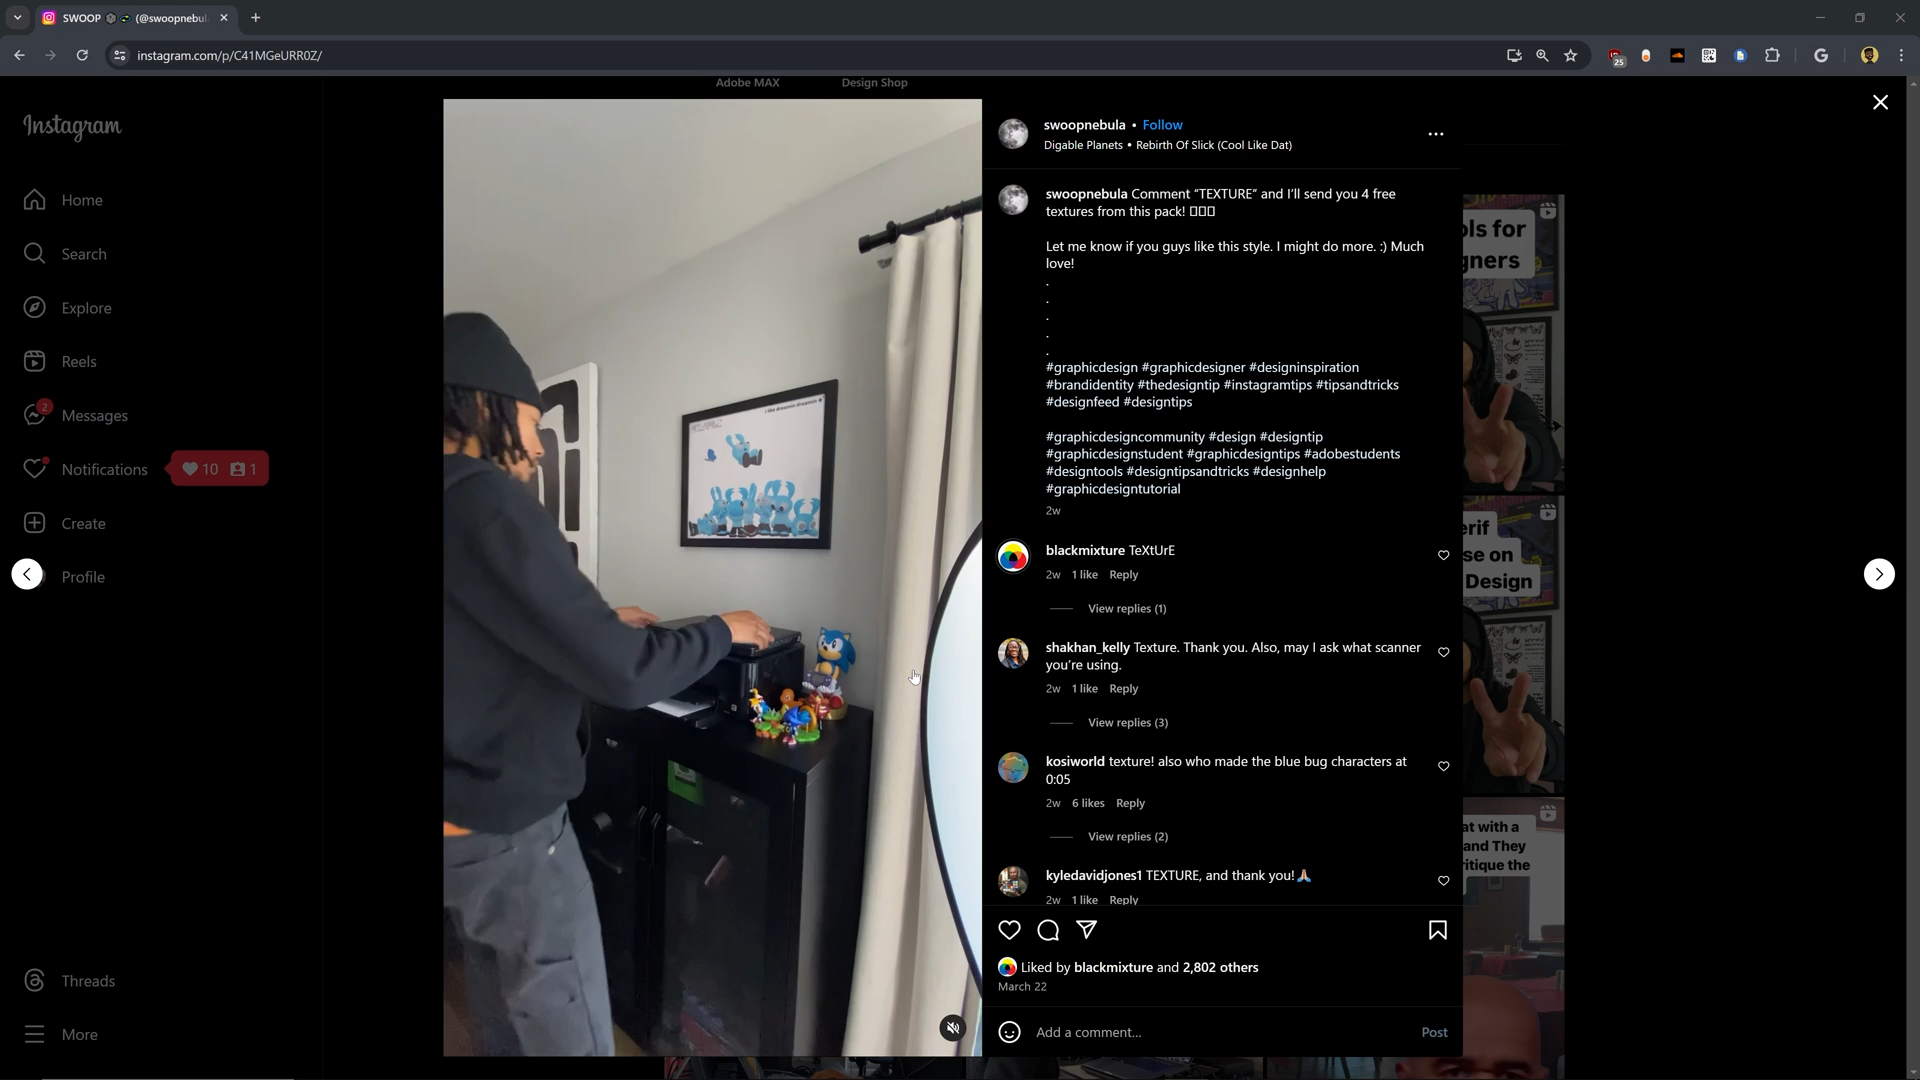 SWOOP (@swoopnebul
instagram.com/p/C41MGeURR0Z/
25
Adobe MAX
Design Shop
Instagram
Home
Search
Explore
Reels
2
Messages
Notifications
10 1
Create
Profile
Threads
More
i like dreamin dreamin
swoopnebula • Follow
Digable Planets • Rebirth Of Slick (Cool Like Dat)
swoopnebula Comment “TEXTURE” and I’ll send you 4 free
textures from this pack! 
Let me know if you guys like this style. I might do more. :) Much
love!
.
.
.
.
.
#graphicdesign #graphicdesigner #designinspiration
#brandidentity #thedesigntip #instagramtips #tipsandtricks
#designfeed #designtips
#graphicdesigncommunity #design #designtip
#graphicdesignstudent #graphicdesigntips #adobestudents
#designtools #designtipsandtricks #designhelp
#graphicdesigntutorial
2w
blackmixture TeXtUrE
2w 1 like Reply
View replies (1)
shakhan_kelly Texture. Thank you. Also, may I ask what scanner
you’re using.
2w 1 like Reply
View replies (3)
kosiworld texture! also who made the blue bug characters at
0:05
2w 6 likes Reply
View replies (2)
kyledavidjones1 TEXTURE, and thank you!🙏🏽
2w 1 like Reply
Liked by blackmixture and 2,802 others
March 22
Add a comment...
Post
ols for
gners
erif
se on
Design
at with a
and They
ritique the